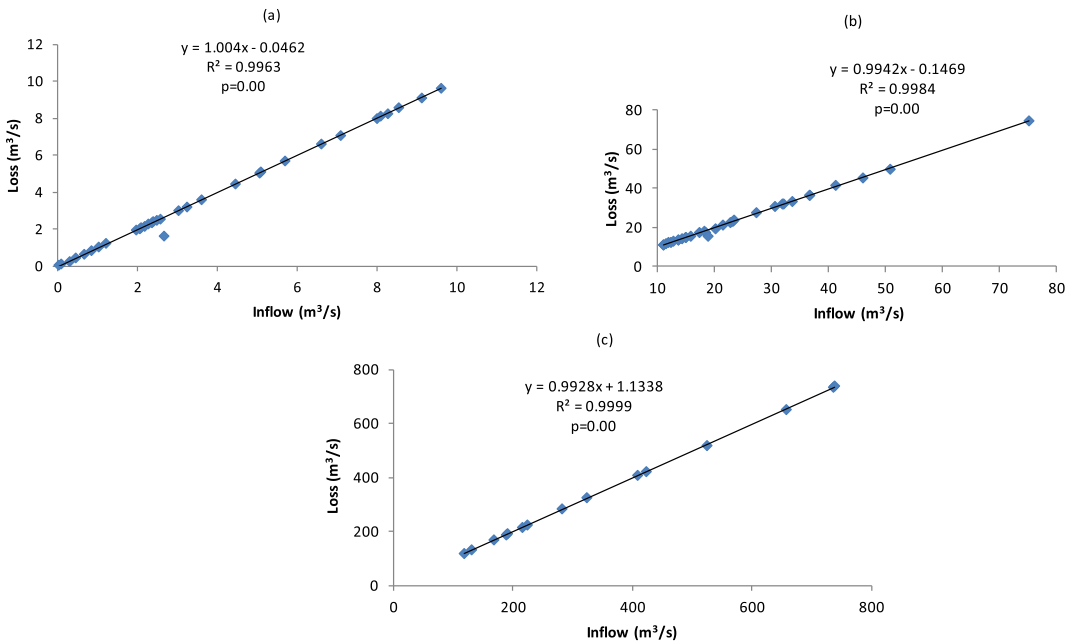 (a)
y = 1.004x - 0.0462
R² = 0.9963
p=0.00
12
10
8
6
4
2
0
Loss (m³/s)
0 2 4 6 8 10 12
Inflow (m³/s)
(b)
y = 0.9942x - 0.1469
R² = 0.9984
p=0.00
80
60
40
20
0
Loss (m³/s)
10 20 30 40 50 60 70 80
Inflow (m³/s)
(c)
y = 0.9928x + 1.1338
R² = 0.9999
p=0.00
800
600
400
200
0
Loss (m³/s)
0 200 400 600 800
Inflow (m³/s)